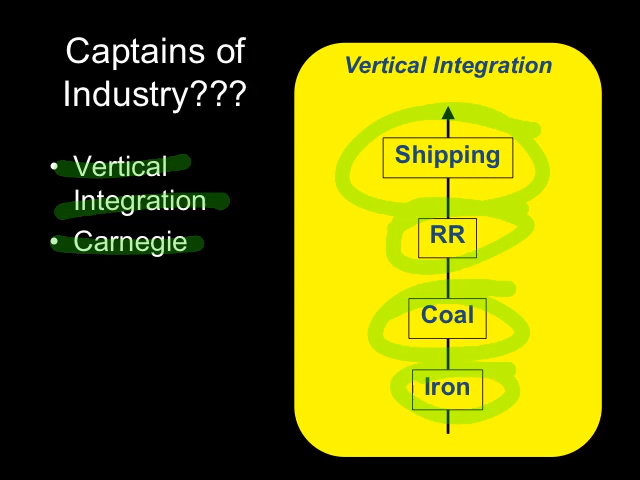 Captains of
Industry???
• Vertical
Integration
• Carnegie
Vertical Integration
Shipping
RR
Coal
Iron